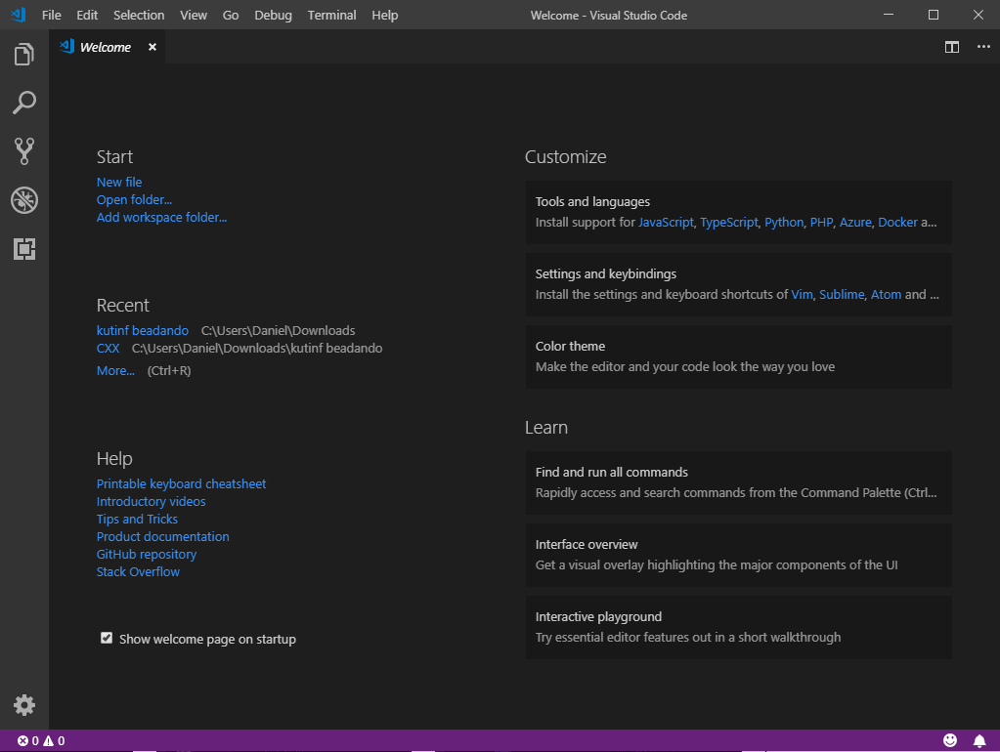 File Edit Selection View Go Debug Terminal Help
Welcome - Visual Studio Code
Welcome
Start
New file
Open folder...
Add workspace folder...
Recent
kutinf beadando C:\Users\Daniel\Downloads
CXX C:\Users\Daniel\Downloads\kutinf beadando
More... (Ctrl+R)
Help
Printable keyboard cheatsheet
Introductory videos
Tips and Tricks
Product documentation
GitHub repository
Stack Overflow
Show welcome page on startup
Customize
Tools and languages
Install support for JavaScript, TypeScript, Python, PHP, Azure, Docker a...
Settings and keybindings
Install the settings and keyboard shortcuts of Vim, Sublime, Atom and ...
Color theme
Make the editor and your code look the way you love
Learn
Find and run all commands
Rapidly access and search commands from the Command Palette (Ctrl...
Interface overview
Get a visual overlay highlighting the major components of the UI
Interactive playground
Try essential editor features out in a short walkthrough
0 0